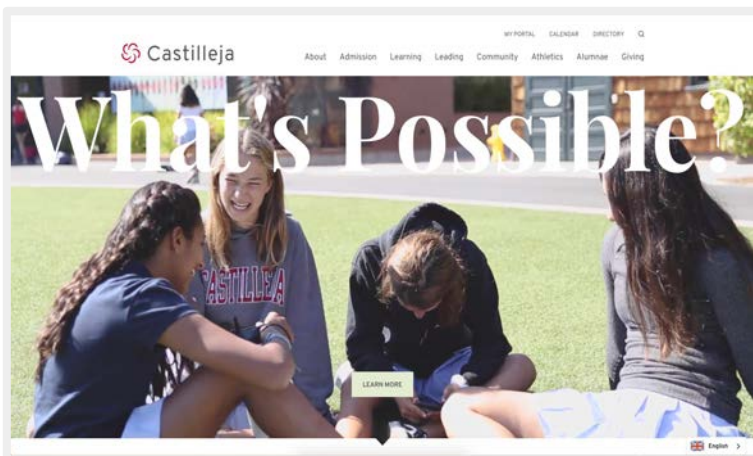 MY PORTAL CALENDAR DIRECTORY
Castilleja
About Admission Learning Leading Community Athletics Alumnae Giving
What's Possible?
CASTILLEJA
LEARN MORE
English